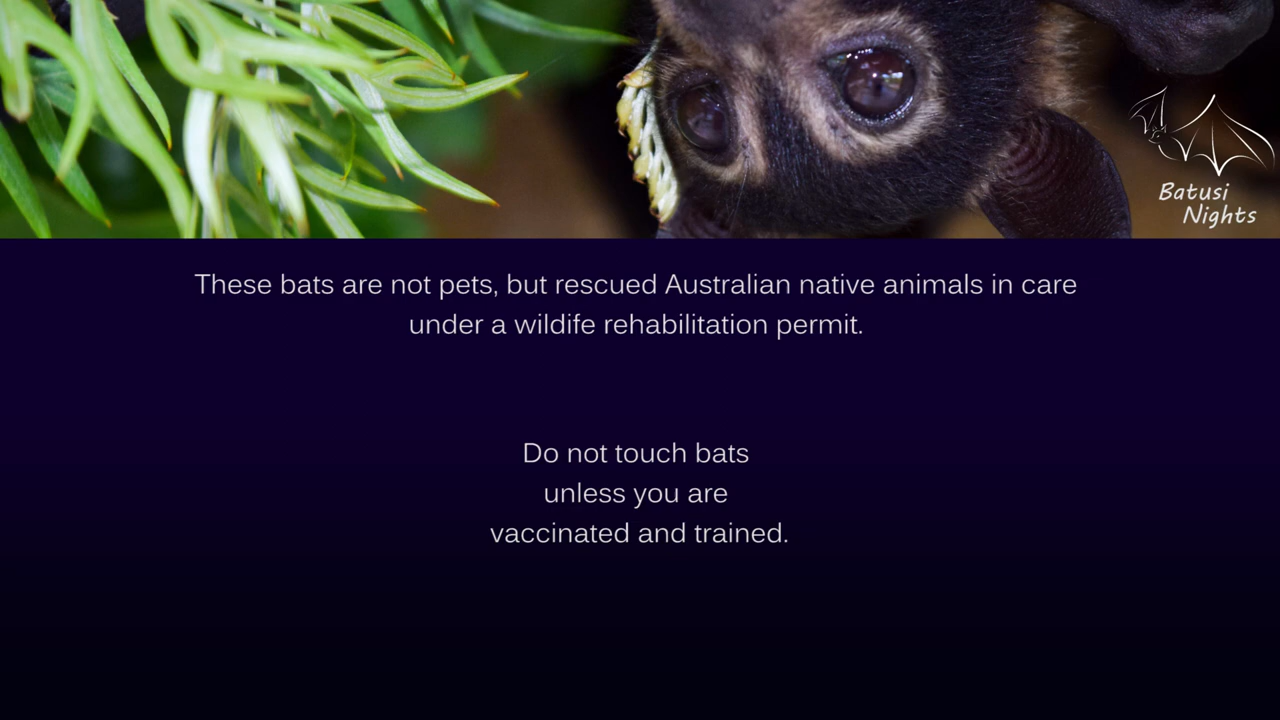 Batusi
Nights
These bats are not pets, but rescued Australian native animals in care
under a wildife rehabilitation permit.
Do not touch bats
unless you are
vaccinated and trained.